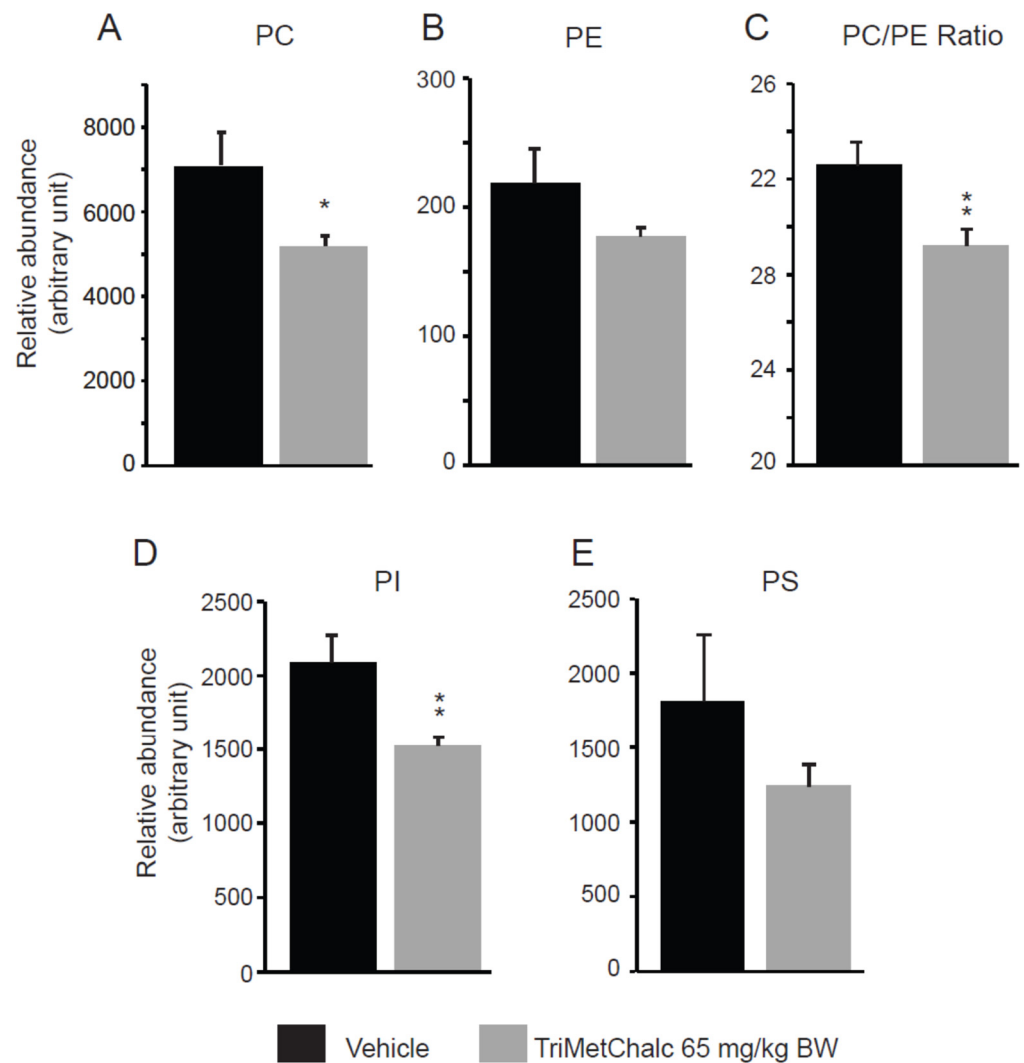 A PC
B PE
C PC/PE Ratio
Relative abundance
(arbitrary unit)
8000
6000
4000
2000
0
*
300
200
100
0
26
22
28
24
20
**
D PI
E PS
Relative abundance
(arbitrary unit)
2500
2000
1500
1000
500
0
**
2500
2000
1500
1000
500
0
Vehicle TriMetChalc 65 mg/kg BW